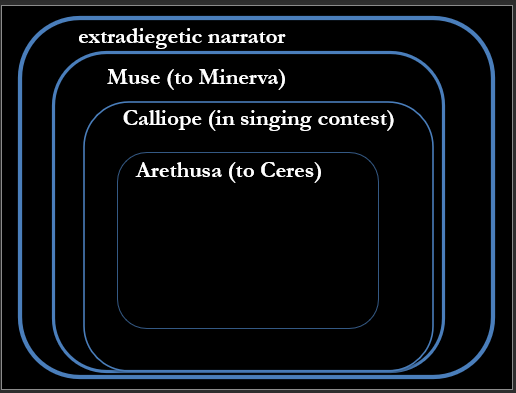 extradiegetic narrator
Muse (to Minerva)
Calliope (in singing contest)
Arethusa (to Ceres)